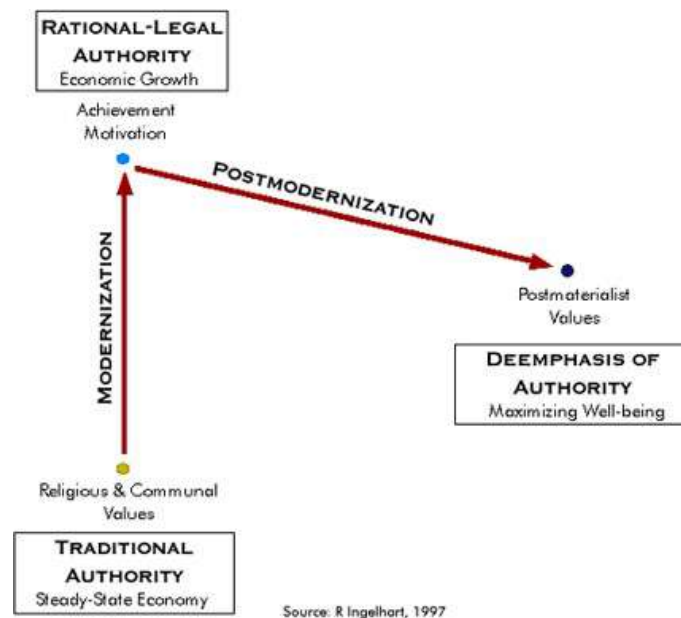 RATIONAL-LEGAL
AUTHORITY
Economic Growth
Achievement
Motivation
POSTMODERNIZATION
MODERNIZATION
Postmaterialist
Values
DEEMPHASIS OF
AUTHORITY
Maximizing Well-being
Religious & Communal
Values
TRADITIONAL
AUTHORITY
Steady-State Economy
Source: R Ingelhart, 1997